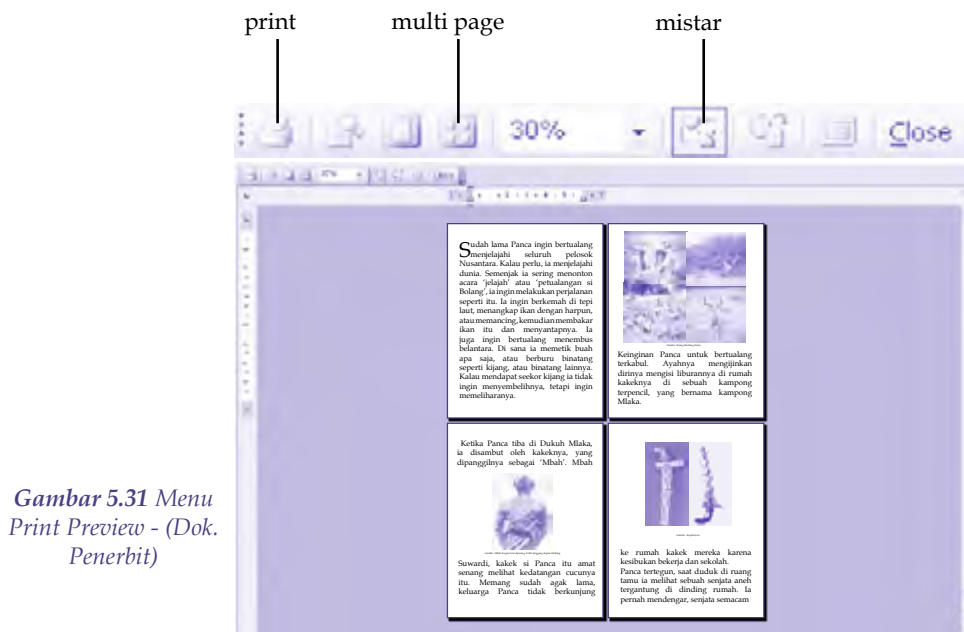 print multi page mistar
30% Close
Sudah lama Panca ingin bertualang
menjelajahi seluruh pelosok
Nusantara. Kalau perlu, ia menjelajahi
dunia. Semenjak ia sering menonton
acara ‘jelajah’ atau ‘petualangan si
Bolang’, ia ingin melakukan perjalanan
seperti itu. Ia ingin berkemah di tepi
laut, menangkap ikan dengan harpun,
atau memancing, kemudian membakar
ikan itu dan menyantapnya. Ia
juga ingin bertualang menembus
belantara. Di sana ia memetik buah
apa saja, atau berburu binatang
seperti kijang, atau binatang lainnya.
Kalau mendapat seekor kijang ia tidak
ingin menyembelihnya, tetapi ingin
memeliharanya.
Keinginan Panca untuk bertualang
terkabul. Ayahnya mengijinkan
dirinya mengisi liburannya di rumah
kakeknya di sebuah kampong
terpencil, yang bernama kampong
Mlaka.
Ketika Panca tiba di Dukuh Mlaka,
ia disambut oleh kakeknya, yang
dipanggilnya sebagai ‘Mbah’. Mbah
Suwardi, kakek si Panca itu amat
senang melihat kedatangan cucunya
itu. Memang sudah agak lama,
keluarga Panca tidak berkunjung
ke rumah kakek mereka karena
kesibukan bekerja dan sekolah.
Panca tertegun, saat duduk di ruang
tamu ia melihat sebuah senjata aneh
tergantung di dinding rumah. Ia
pernah mendengar, senjata semacam
Gambar 5.31 Menu
Print Preview - (Dok.
Penerbit)